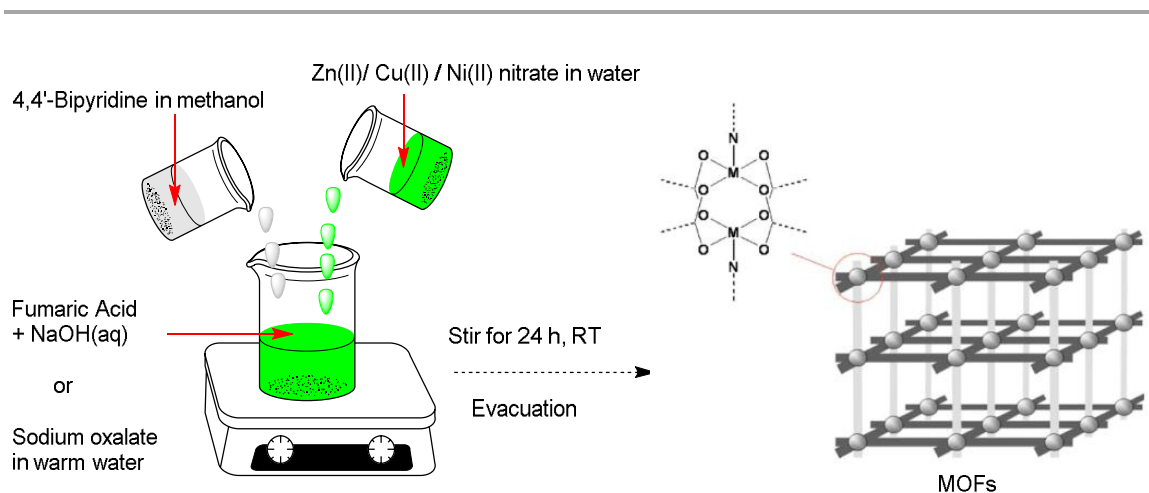 Zn(II)/ Cu(II) / Ni(II) nitrate in water
4,4'-Bipyridine in methanol
Fumaric Acid
+ NaOH(aq)
or
Sodium oxalate
in warm water
Stir for 24 h, RT
Evacuation
N
O O
M
O O
O O
M
O O
N
MOFs